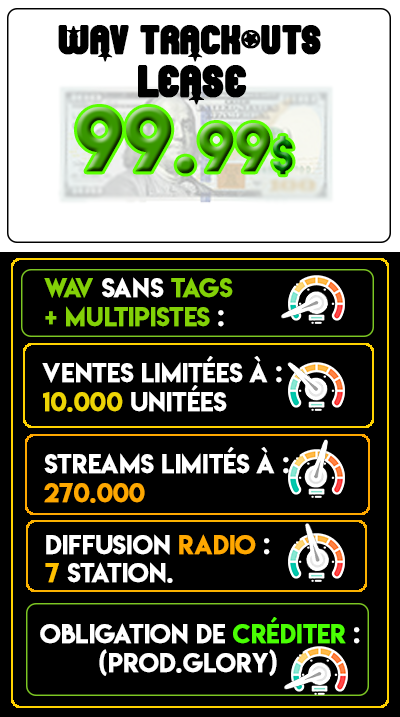 WAV TRACKOUTS
LEASE
99.99$
WAV SANS TAGS
+ MULTIPISTES :
VENTES LIMITÉES À :
10.000 UNITÉES
STREAMS LIMITÉS À :
270.000
DIFFUSION RADIO :
7 STATION.
OBLIGATION DE CRÉDITER :
(PROD.GLORY)